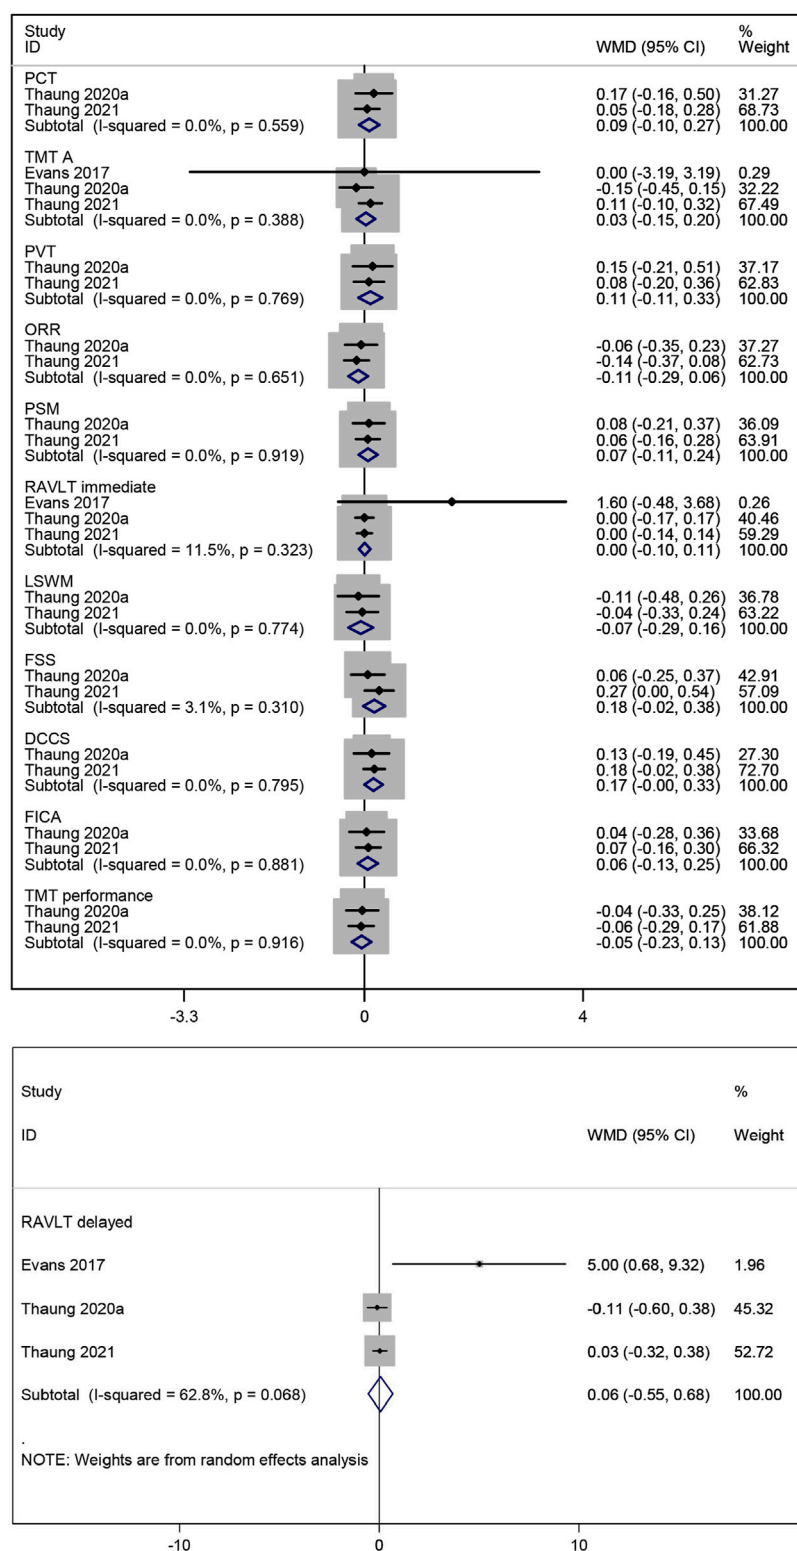 Study %
ID WMD (95% CI) Weight
PCT
Thaung 2020a 0.17 (-0.16, 0.50) 31.27
Thaung 2021 0.05 (-0.18, 0.28) 68.73
Subtotal (I-squared = 0.0%, p = 0.559) 0.09 (-0.10, 0.27) 100.00
TMT A
Evans 2017 0.00 (-3.19, 3.19) 0.29
Thaung 2020a -0.15 (-0.45, 0.15) 32.22
Thaung 2021 0.11 (-0.10, 0.32) 67.49
Subtotal (I-squared = 0.0%, p = 0.388) 0.03 (-0.15, 0.20) 100.00
PVT
Thaung 2020a 0.15 (-0.21, 0.51) 37.17
Thaung 2021 0.08 (-0.20, 0.36) 62.83
Subtotal (I-squared = 0.0%, p = 0.769) 0.11 (-0.11, 0.33) 100.00
ORR
Thaung 2020a -0.06 (-0.35, 0.23) 37.27
Thaung 2021 -0.14 (-0.37, 0.08) 62.73
Subtotal (I-squared = 0.0%, p = 0.651) -0.11 (-0.29, 0.06) 100.00
PSM
Thaung 2020a 0.08 (-0.21, 0.37) 36.09
Thaung 2021 0.06 (-0.16, 0.28) 63.91
Subtotal (I-squared = 0.0%, p = 0.919) 0.07 (-0.11, 0.24) 100.00
RAVLT immediate
Evans 2017 1.60 (-0.48, 3.68) 0.26
Thaung 2020a 0.00 (-0.17, 0.17) 40.46
Thaung 2021 0.00 (-0.14, 0.14) 59.29
Subtotal (I-squared = 11.5%, p = 0.323) 0.00 (-0.10, 0.11) 100.00
LSWM
Thaung 2020a -0.11 (-0.48, 0.26) 36.78
Thaung 2021 -0.04 (-0.33, 0.24) 63.22
Subtotal (I-squared = 0.0%, p = 0.774) -0.07 (-0.29, 0.16) 100.00
FSS
Thaung 2020a 0.06 (-0.25, 0.37) 42.91
Thaung 2021 0.27 (0.00, 0.54) 57.09
Subtotal (I-squared = 3.1%, p = 0.310) 0.18 (-0.02, 0.38) 100.00
DCCS
Thaung 2020a 0.13 (-0.19, 0.45) 27.30
Thaung 2021 0.18 (-0.02, 0.38) 72.70
Subtotal (I-squared = 0.0%, p = 0.795) 0.17 (-0.00, 0.33) 100.00
FICA
Thaung 2020a 0.04 (-0.28, 0.36) 33.68
Thaung 2021 0.07 (-0.16, 0.30) 66.32
Subtotal (I-squared = 0.0%, p = 0.881) 0.06 (-0.13, 0.25) 100.00
TMT performance
Thaung 2020a -0.04 (-0.33, 0.25) 38.12
Thaung 2021 -0.06 (-0.29, 0.17) 61.88
Subtotal (I-squared = 0.0%, p = 0.916) -0.05 (-0.23, 0.13) 100.00
-3.3 0 4
Study %
ID WMD (95% CI) Weight
RAVLT delayed
Evans 2017 5.00 (0.68, 9.32) 1.96
Thaung 2020a -0.11 (-0.60, 0.38) 45.32
Thaung 2021 0.03 (-0.32, 0.38) 52.72
Subtotal (I-squared = 62.8%, p = 0.068) 0.06 (-0.55, 0.68) 100.00
.
NOTE: Weights are from random effects analysis
-10 0 10